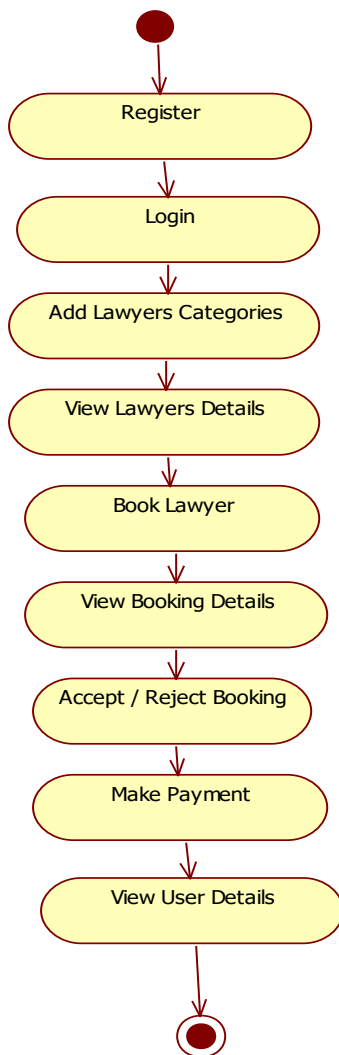 Register
Login
Add Lawyers Categories
View Lawyers Details
Book Lawyer
View Booking Details
Accept / Reject Booking
Make Payment
View User Details